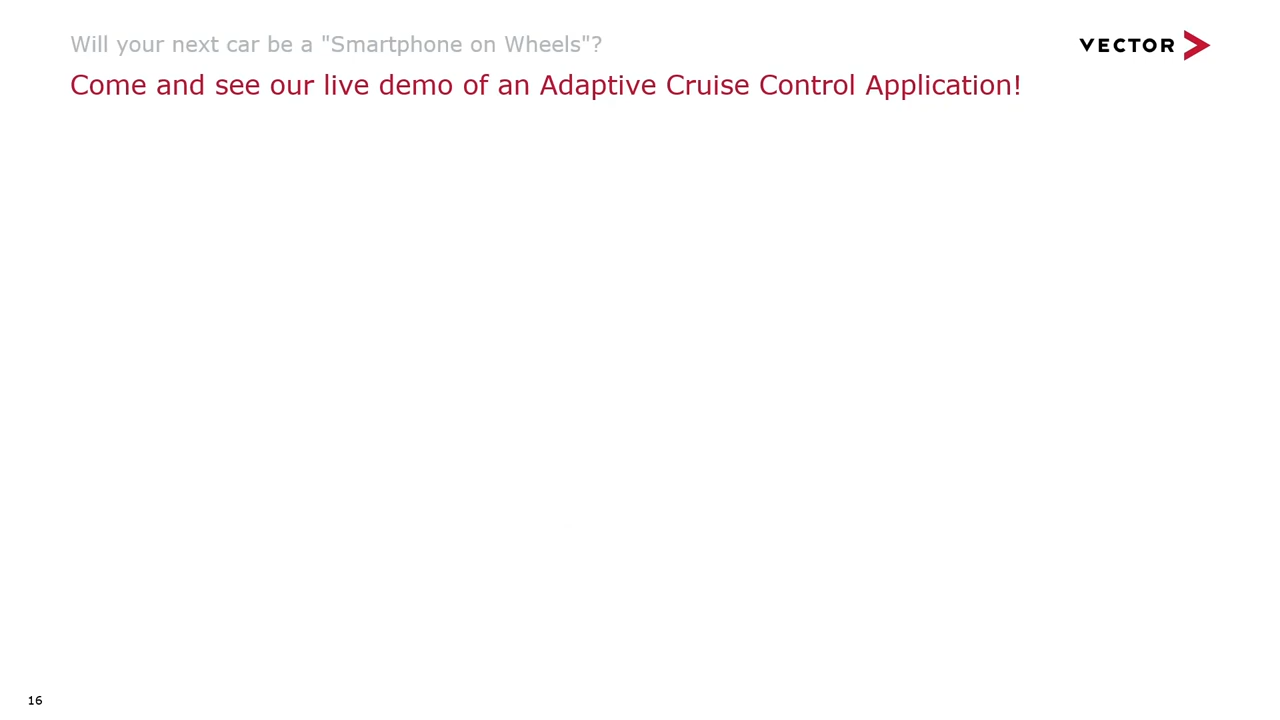 Will your next car be a "Smartphone on Wheels"?
VECTOR
Come and see our live demo of an Adaptive Cruise Control Application!
16